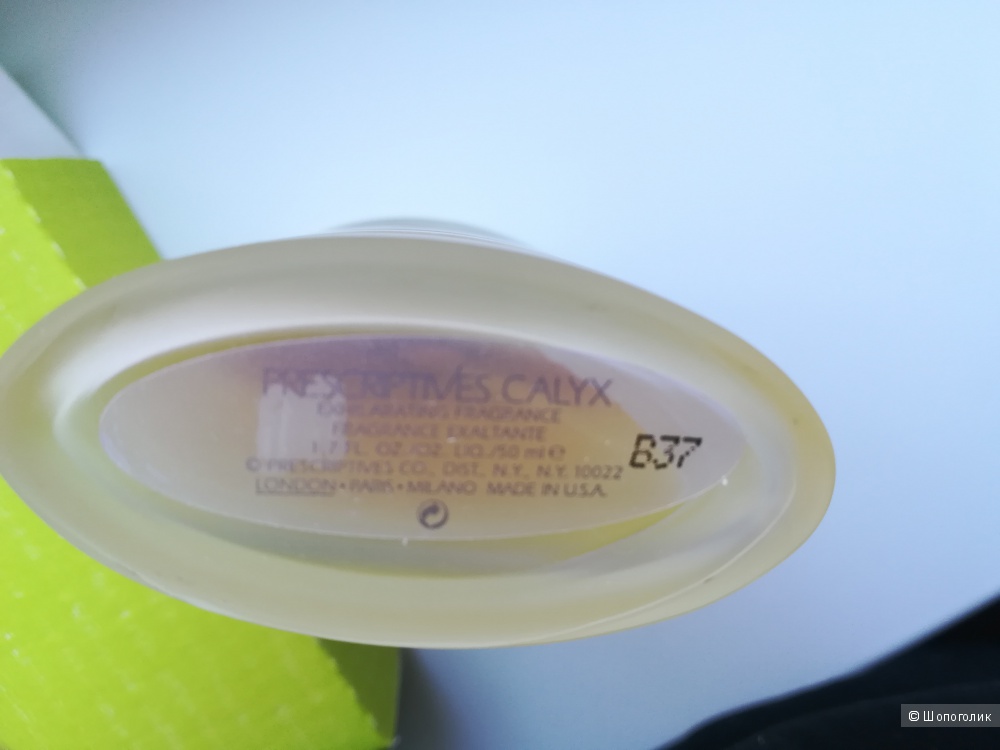 PRESCRIPTIVES CALYX
EXHILARATING FRAGRANCE
FRAGRANCE EXALTANTE
1.7 FL. OZ./OZ. LIQ./50 ml e
© PRESCRIPTIVES CO., DIST. N.Y., N.Y. 10022
LONDON • PARIS • MILANO MADE IN U.S.A.
B37
© Шопоголик